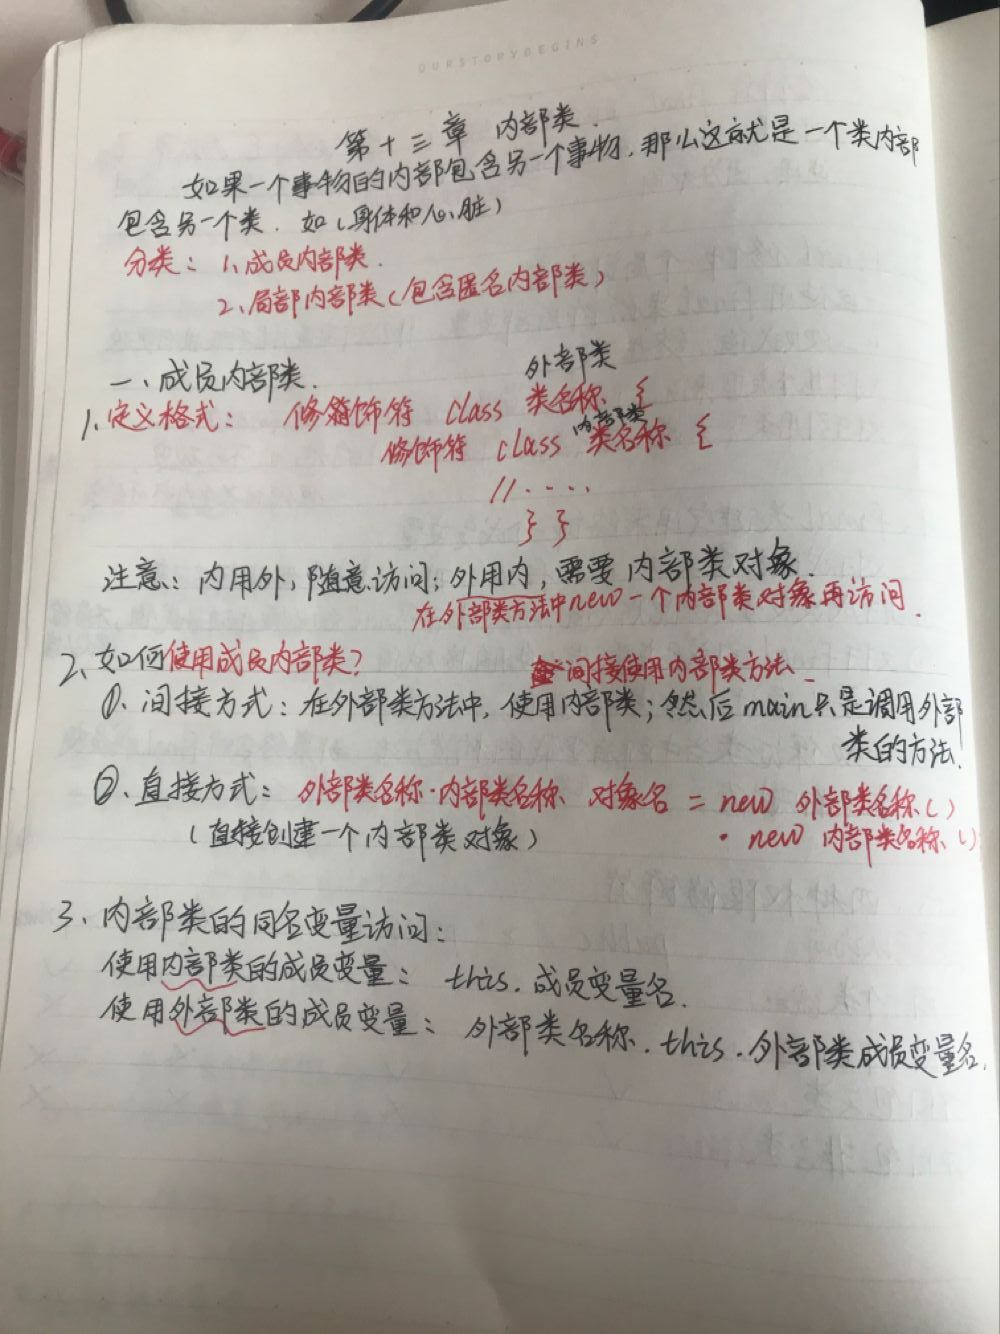 OURSTORYBEGINS
第十三章 内部类.
如果一个事物的内部包含另一个事物,那么这就是一个类内部
包含另一个类. 如(身体和心脏)
分类: 1、成员内部类.
2、局部内部类(包含匿名内部类)
一、成员内部类.
外部类
1、定义格式: 修饰符 class 类名称 {
内部类
修饰符 class 类名称 {
//....
} }
注意: 内用外,随意访问; 外用内,需要内部类对象.
在外部类方法中new一个内部类对象再访问.
2、如何使用成员内部类?
间接使用内部类方法
①、间接方式: 在外部类方法中, 使用内部类; 然后main只是调用外部
类的方法.
②、直接方式: 外部类名称.内部类名称 对象名 = new 外部类名称()
(直接创建一个内部类对象) . new 内部类名称()
3、内部类的同名变量访问:
使用内部类的成员变量: this.成员变量名.
使用外部类的成员变量: 外部类名称.this.外部类成员变量名.